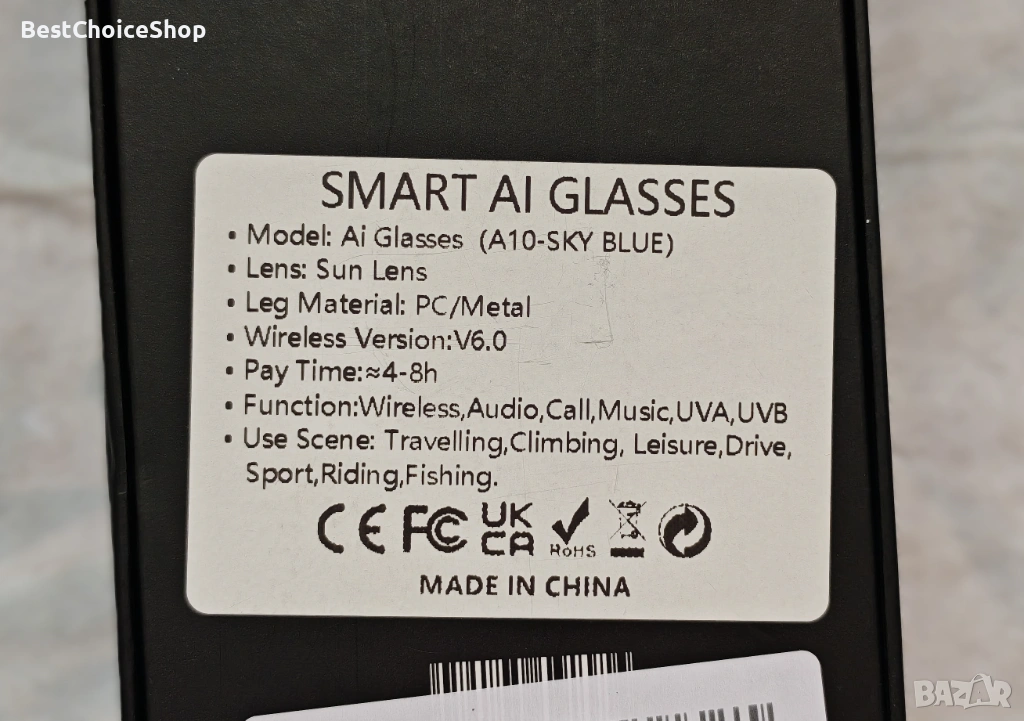 BestChoiceShop
SMART AI GLASSES
• Model: Ai Glasses (A10-SKY BLUE)
• Lens: Sun Lens
• Leg Material: PC/Metal
• Wireless Version:V6.0
• Pay Time:≈4-8h
• Function:Wireless,Audio,Call,Music,UVA,UVB
• Use Scene: Travelling,Climbing, Leisure,Drive,
Sport,Riding,Fishing.
CE FC UK CA RoHS
MADE IN CHINA
BAZAR